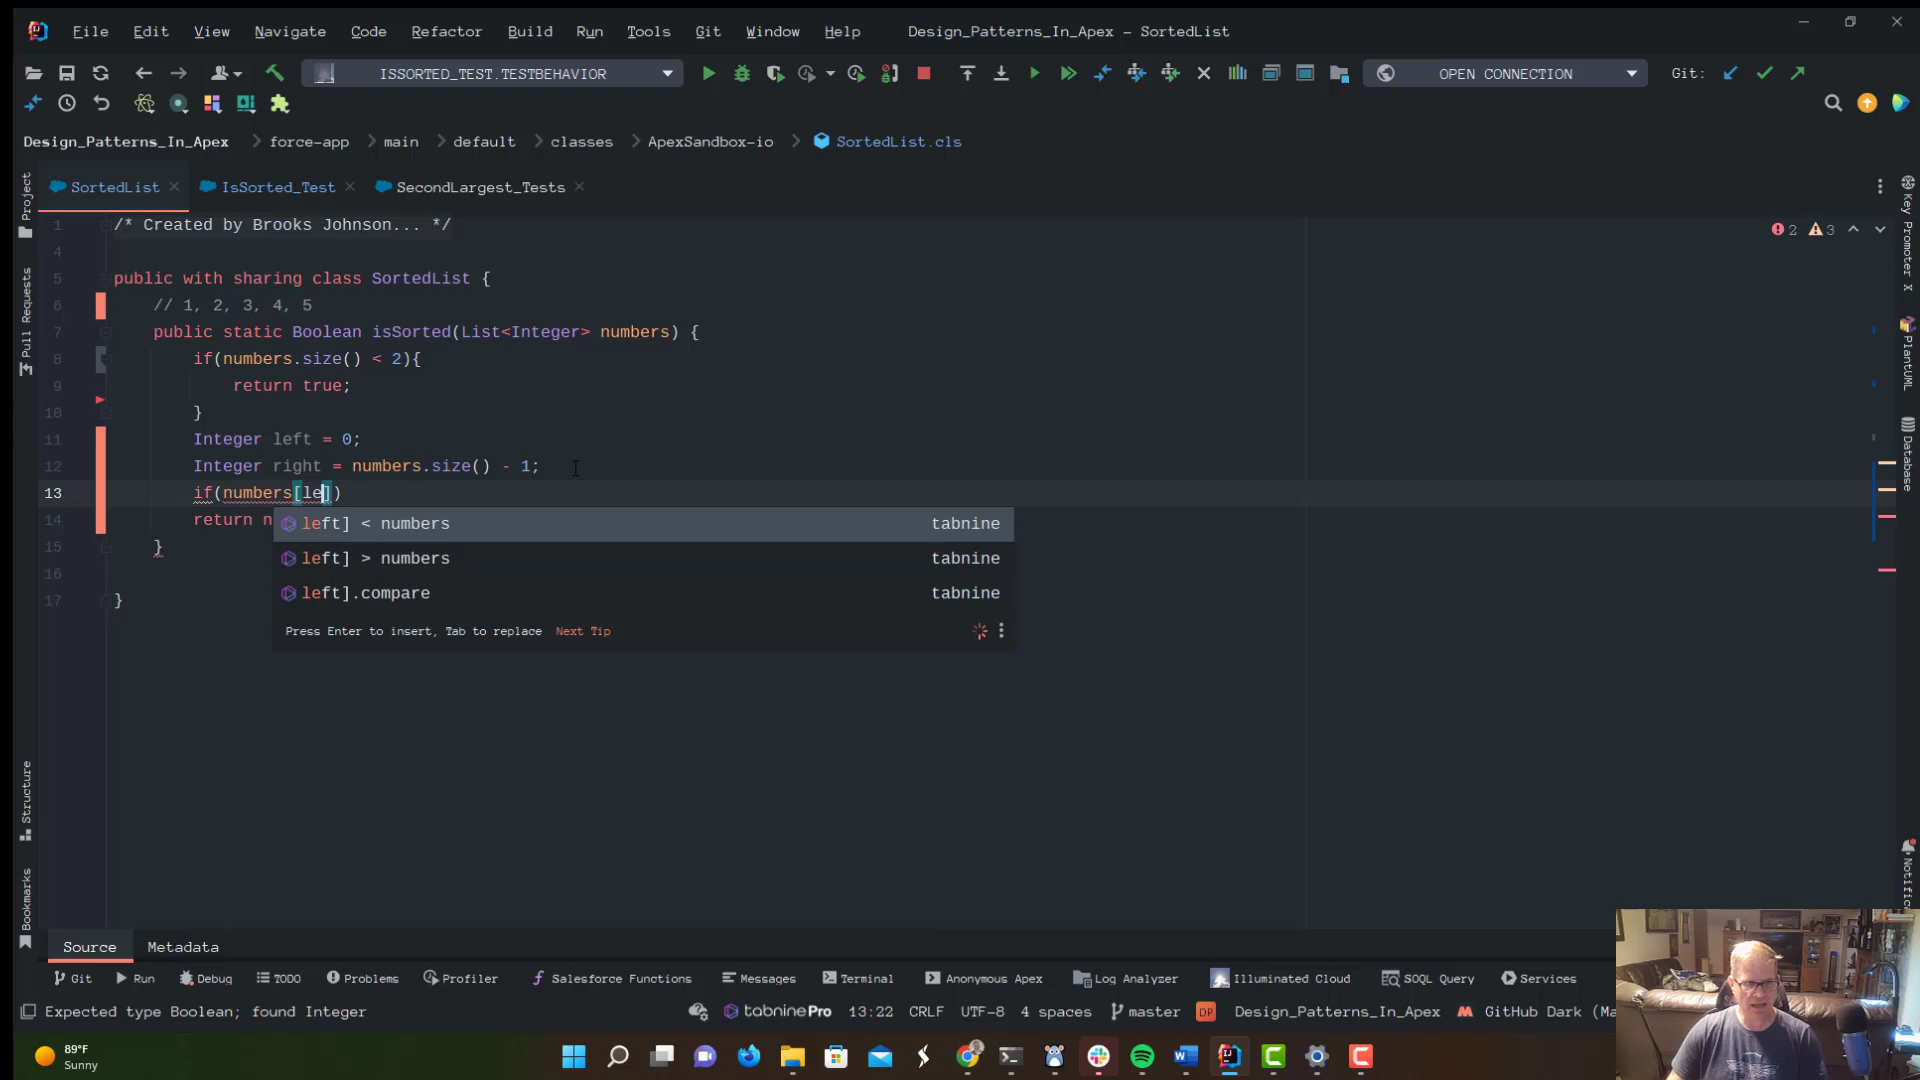 File Edit View Navigate Code Refactor Build Run Tools Git Window Help Design_Patterns_In_Apex - SortedList
ISSORTED_TEST.TESTBEHAVIOR OPEN CONNECTION Git:
Design_Patterns_In_Apex force-app main default classes ApexSandbox-io SortedList.cls
SortedList IsSorted_Test SecondLargest_Tests
Project
Pull Requests
Structure
Bookmarks
1 /* Created by Brooks Johnson... */
2 3
4
5 public with sharing class SortedList {
6 // 1, 2, 3, 4, 5
7 public static Boolean isSorted(List<Integer> numbers) {
8 if(numbers.size() < 2){
9 return true;
10 }
11 Integer left = 0;
12 Integer right = numbers.size() - 1;
13 if(numbers[le])
14 return n
15 }
16
17 }
left] < numbers tabnine
left] > numbers tabnine
left].compare tabnine
Press Enter to insert, Tab to replace Next Tip
Key Promoter X
PlantUML
Database
Notific
Source Metadata
Git Run Debug TODO Problems Profiler Salesforce Functions Messages Terminal Anonymous Apex Log Analyzer Illuminated Cloud SOQL Query Services
Expected type Boolean; found Integer tabnine Pro 13:22 CRLF UTF-8 4 spaces master DP Design_Patterns_In_Apex GitHub Dark (Ma
89°F
Sunny